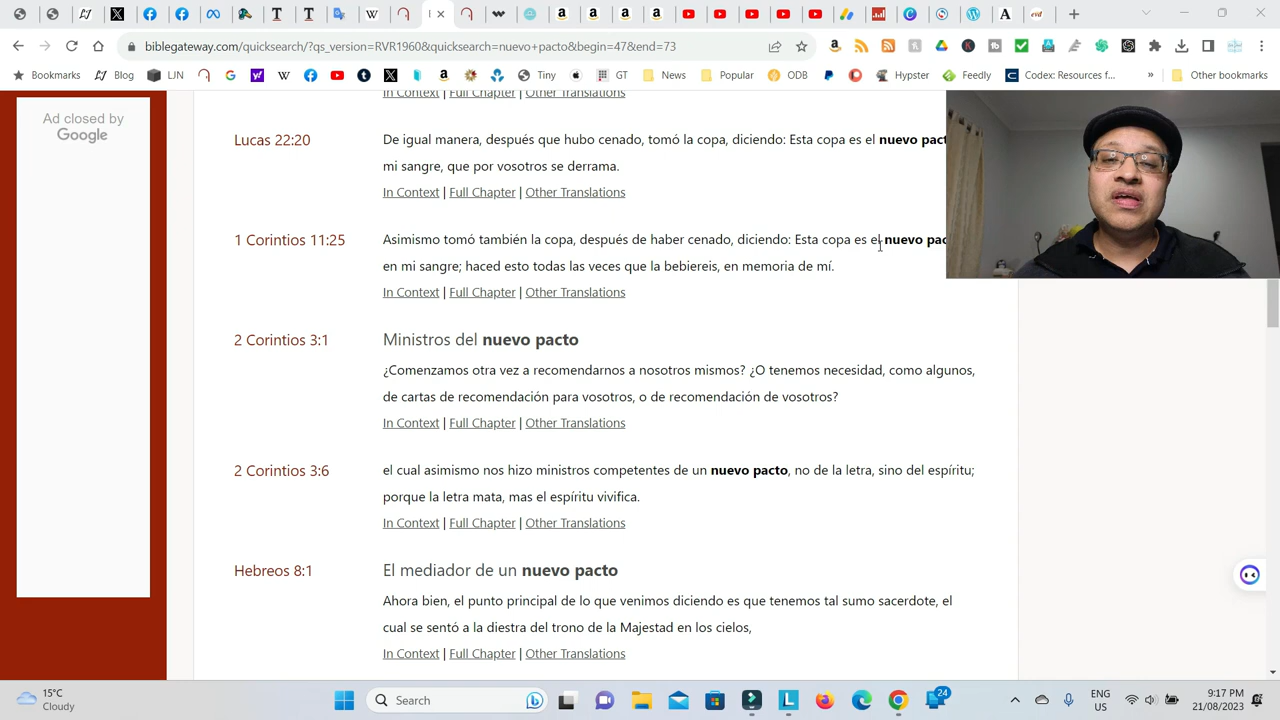 biblegateway.com/quicksearch/?qs_version=RVR1960&quicksearch=nuevo+pacto&begin=47&end=73
Bookmarks Blog LJN Tiny GT News Popular ODB Hypster Feedly Codex: Resources f... » Other bookmarks
Ad closed by
Google
In Context | Full Chapter | Other Translations
Lucas 22:20
De igual manera, después que hubo cenado, tomó la copa, diciendo: Esta copa es el nuevo pact
mi sangre, que por vosotros se derrama.
In Context | Full Chapter | Other Translations
1 Corintios 11:25
Asimismo tomó también la copa, después de haber cenado, diciendo: Esta copa es el nuevo pac
en mi sangre; haced esto todas las veces que la bebiereis, en memoria de mí.
In Context | Full Chapter | Other Translations
2 Corintios 3:1
Ministros del nuevo pacto
¿Comenzamos otra vez a recomendarnos a nosotros mismos? ¿O tenemos necesidad, como algunos,
de cartas de recomendación para vosotros, o de recomendación de vosotros?
In Context | Full Chapter | Other Translations
2 Corintios 3:6
el cual asimismo nos hizo ministros competentes de un nuevo pacto, no de la letra, sino del espíritu;
porque la letra mata, mas el espíritu vivifica.
In Context | Full Chapter | Other Translations
Hebreos 8:1
El mediador de un nuevo pacto
Ahora bien, el punto principal de lo que venimos diciendo es que tenemos tal sumo sacerdote, el
cual se sentó a la diestra del trono de la Majestad en los cielos,
In Context | Full Chapter | Other Translations
15°C
Cloudy
Search
24
ENG
US
9:17 PM
21/08/2023